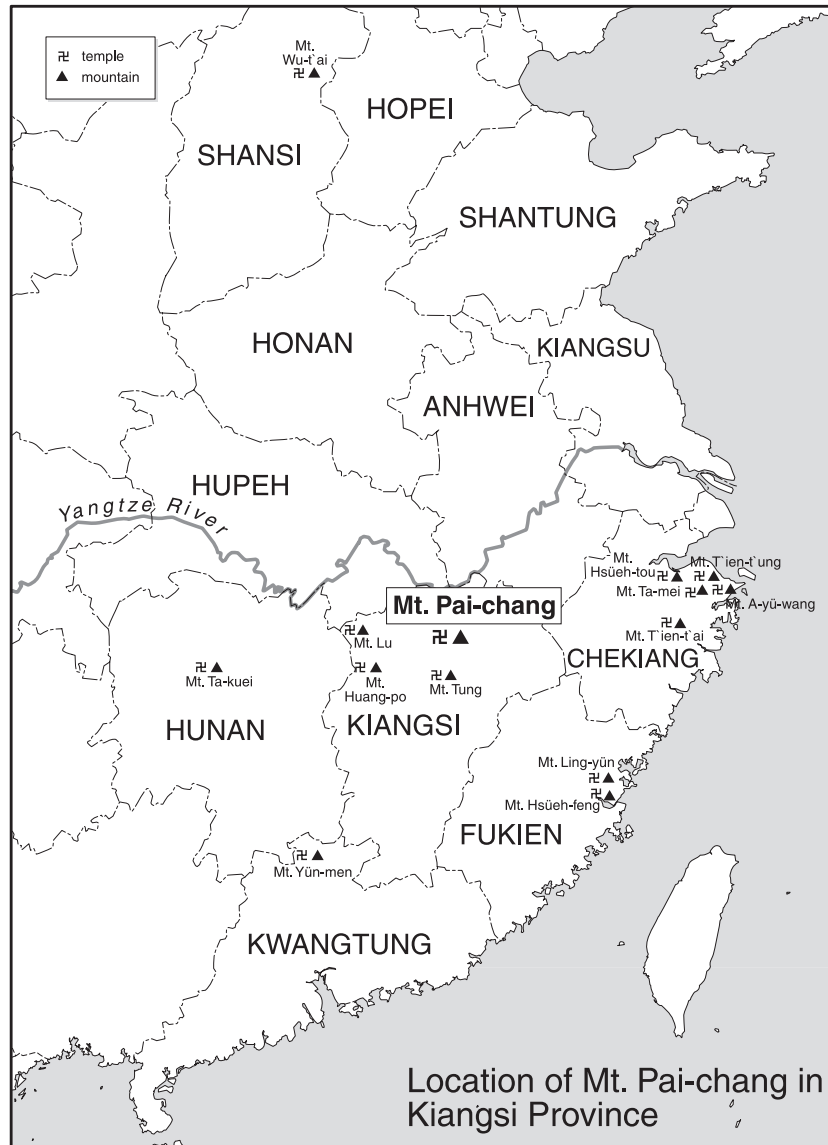 卍 temple
▲ mountain
Mt.
Wu-t`ai
HOPEI
SHANSI
SHANTUNG
HONAN
KIANGSU
ANHWEI
HUPEH
Yangtze River
Mt.
Hsüeh-tou
Mt. T`ien-t`ung
Mt. Ta-mei
Mt. A-yü-wang
Mt. Pai-chang
Mt. Lu
Mt. T`ien-t`ai
CHEKIANG
Mt. Ta-kuei
Mt.
Huang-po
Mt. Tung
HUNAN
KIANGSI
Mt. Ling-yün
Mt. Hsüeh-feng
FUKIEN
Mt. Yün-men
KWANGTUNG
Location of Mt. Pai-chang in
Kiangsi Province